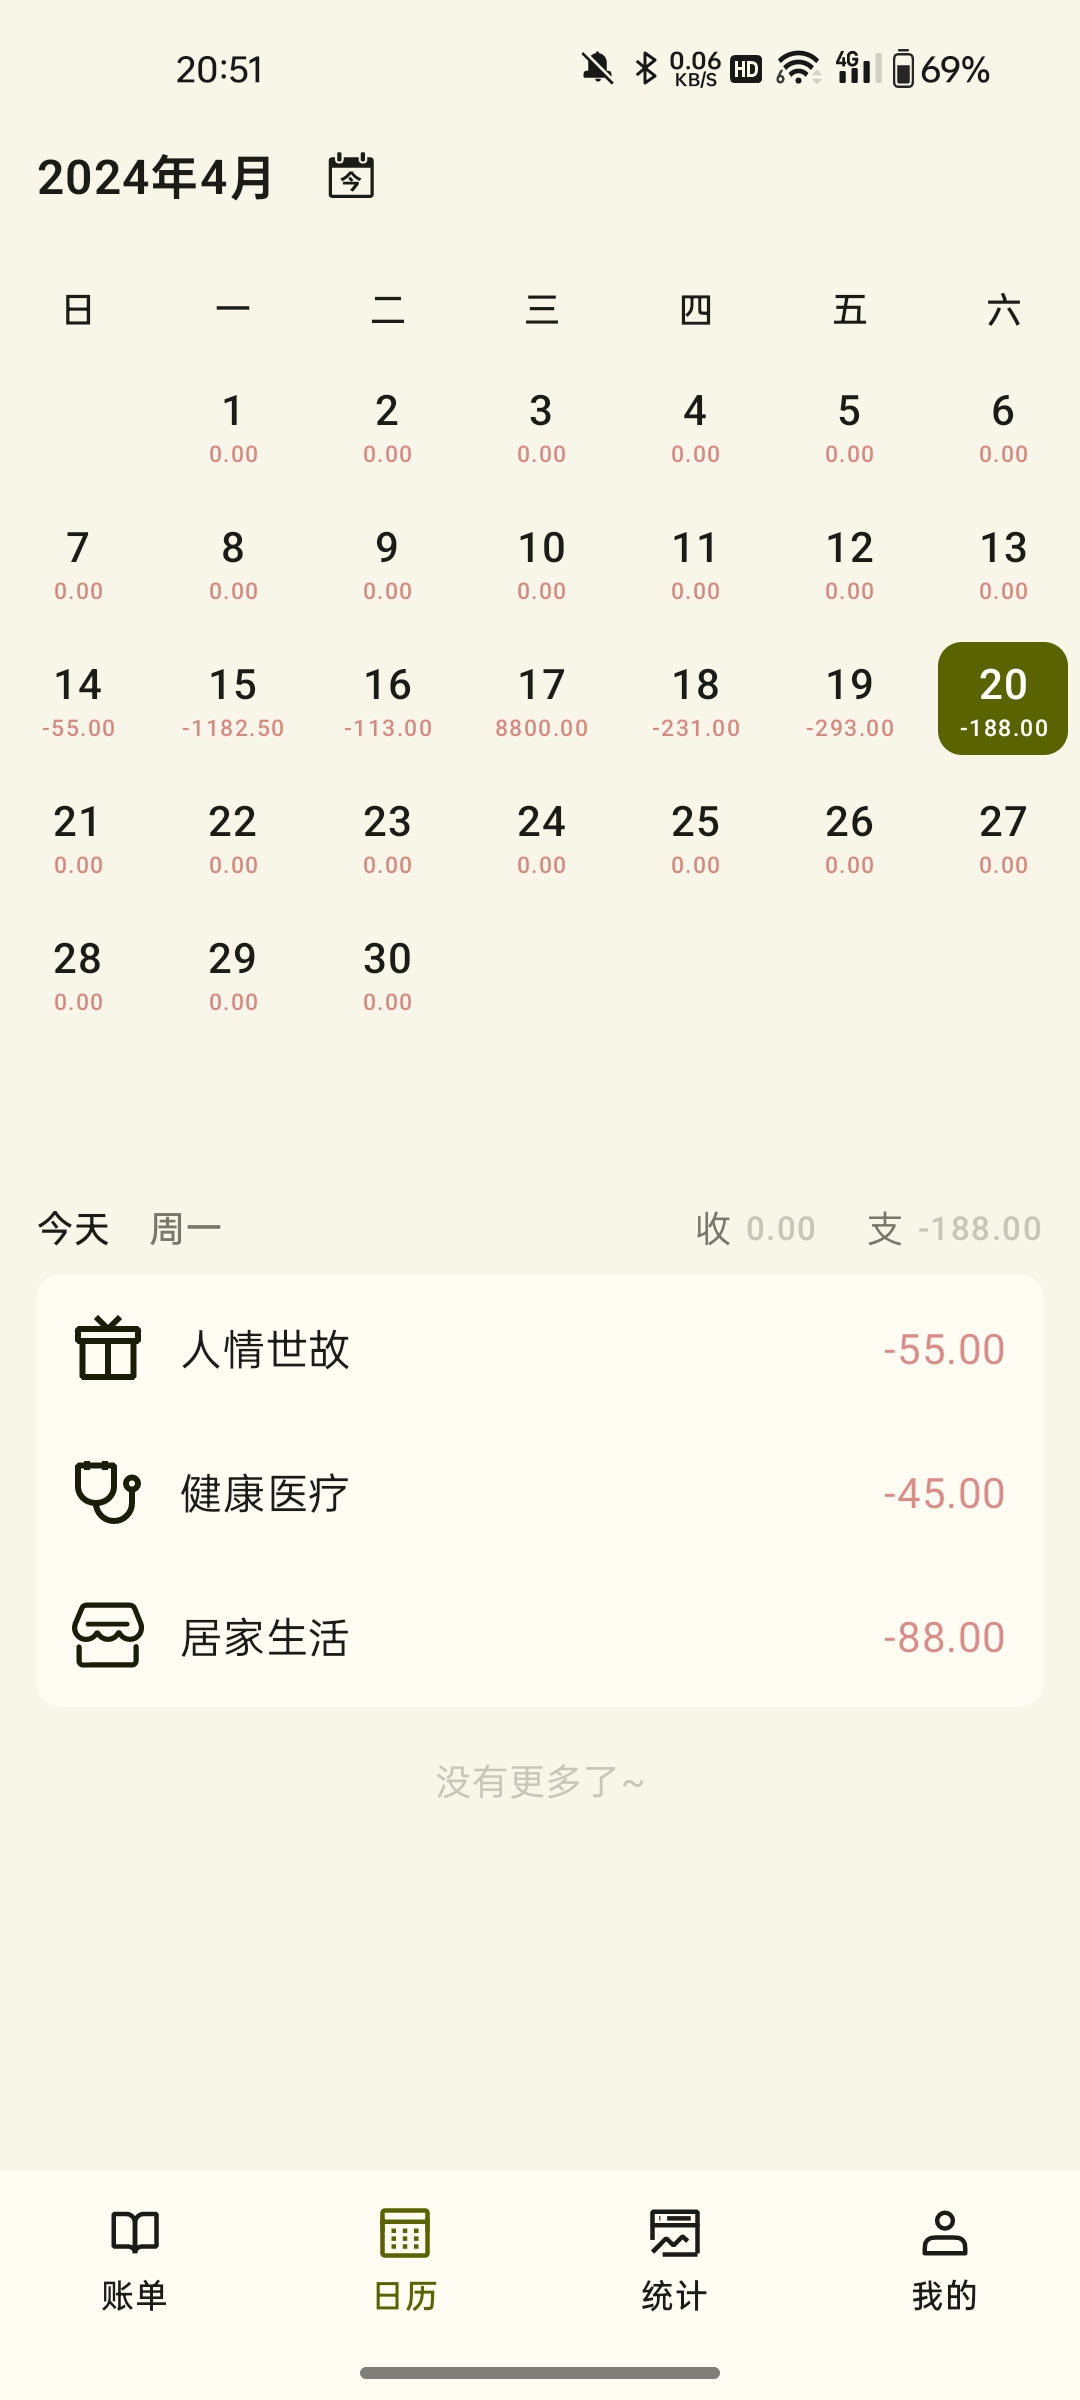 20:51 0.06 KB/S HD 6 4G 69%
2024年4月 今
日 一 二 三 四 五 六
1 2 3 4 5 6
0.00 0.00 0.00 0.00 0.00 0.00
7 8 9 10 11 12 13
0.00 0.00 0.00 0.00 0.00 0.00 0.00
14 15 16 17 18 19 20
-55.00 -1182.50 -113.00 8800.00 -231.00 -293.00 -188.00
21 22 23 24 25 26 27
0.00 0.00 0.00 0.00 0.00 0.00 0.00
28 29 30
0.00 0.00 0.00
今天 周一 收 0.00 支 -188.00
人情世故 -55.00
健康医疗 -45.00
居家生活 -88.00
没有更多了~
账单 日历 统计 我的